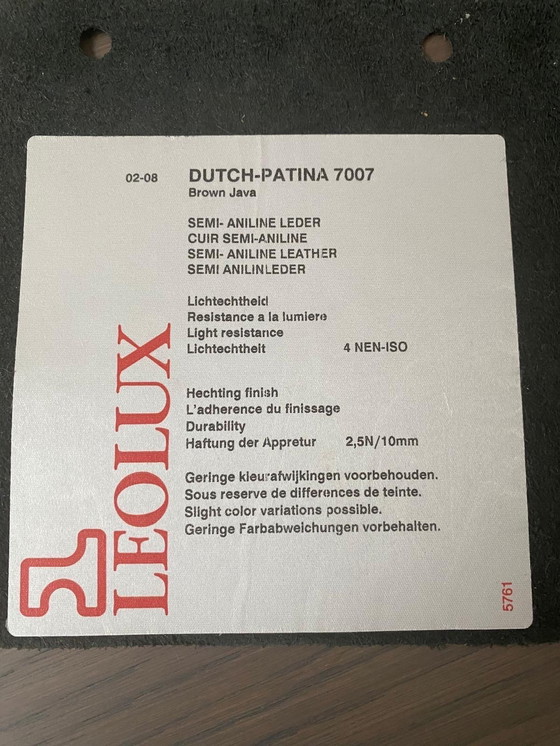 02-08 DUTCH-PATINA 7007
Brown Java
SEMI- ANILINE LEDER
CUIR SEMI-ANILINE
SEMI- ANILINE LEATHER
SEMI ANILINLEDER
Lichtechtheid
Resistance a la lumiere
Light resistance
Lichtechtheit 4 NEN-ISO
Hechting finish
L'adherence du finissage
Durability
Haftung der Appretur 2,5N/10mm
Geringe kleurafwijkingen voorbehouden.
Sous reserve de differences de teinte.
Slight color variations possible.
Geringe Farbabweichungen vorbehalten.
LEOLUX
5761